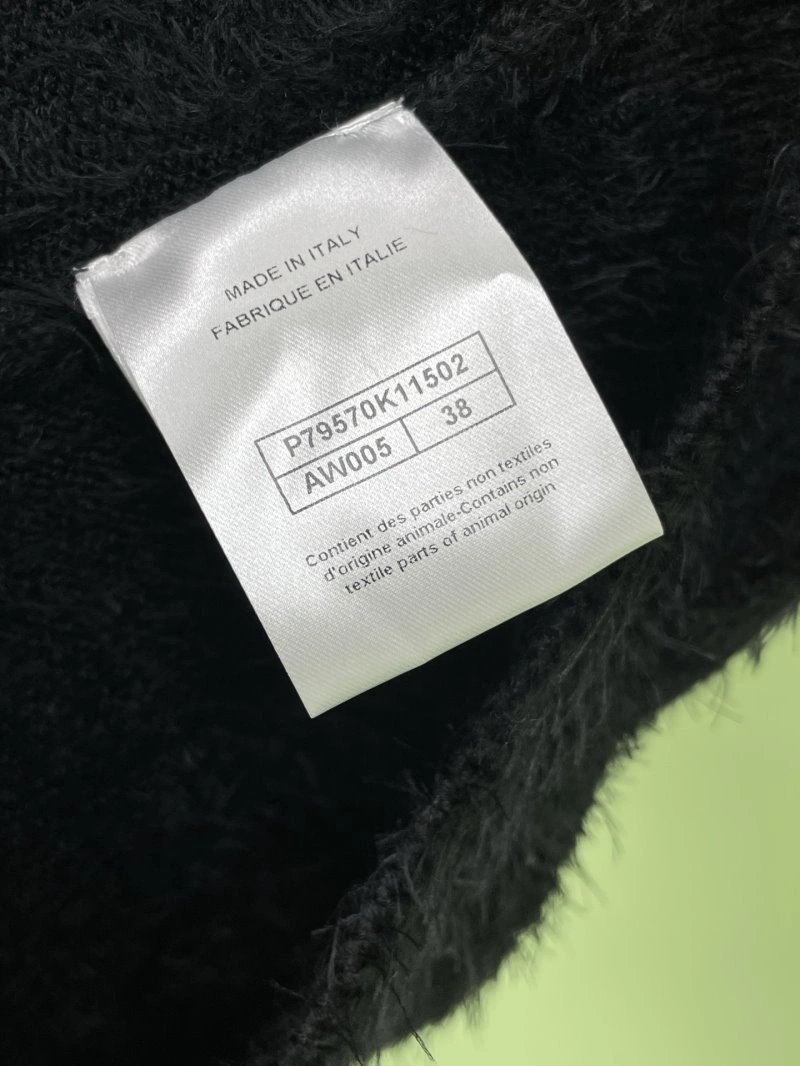 MADE IN ITALY
FABRIQUE EN ITALIE
P79570K11502
AW005 38
Contient des parties non textiles
d'origine animale-Contains non
textile parts of animal origin